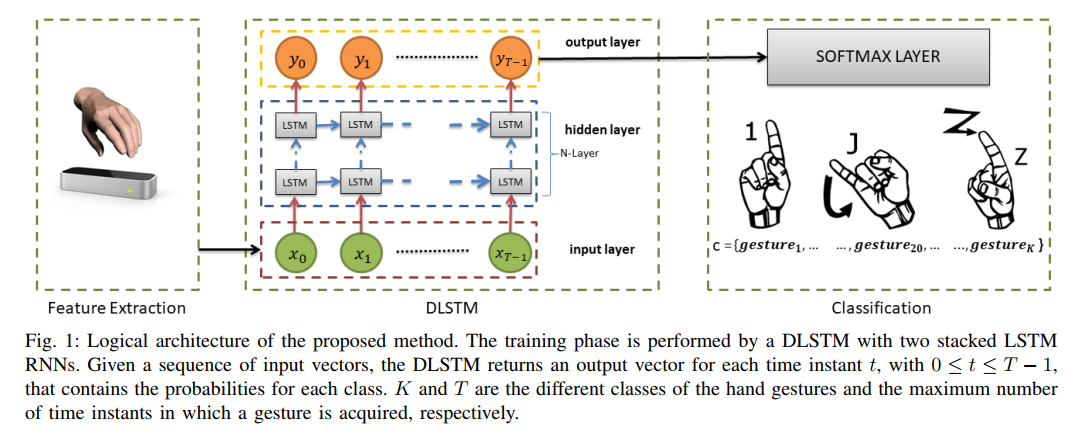 y0 y1 yT−1
output layer
SOFTMAX LAYER
LSTM LSTM LSTM
hidden layer
N-Layer
LSTM LSTM LSTM
x0 x1 xT−1
input layer
1 J Z Z
C ={gesture1, ... ...,gesture20, ... ...,gestureK }
Feature Extraction
DLSTM
Classification
Fig. 1: Logical architecture of the proposed method. The training phase is performed by a DLSTM with two stacked LSTM
RNNs. Given a sequence of input vectors, the DLSTM returns an output vector for each time instant t, with 0 ≤ t ≤ T − 1,
that contains the probabilities for each class. K and T are the different classes of the hand gestures and the maximum number
of time instants in which a gesture is acquired, respectively.